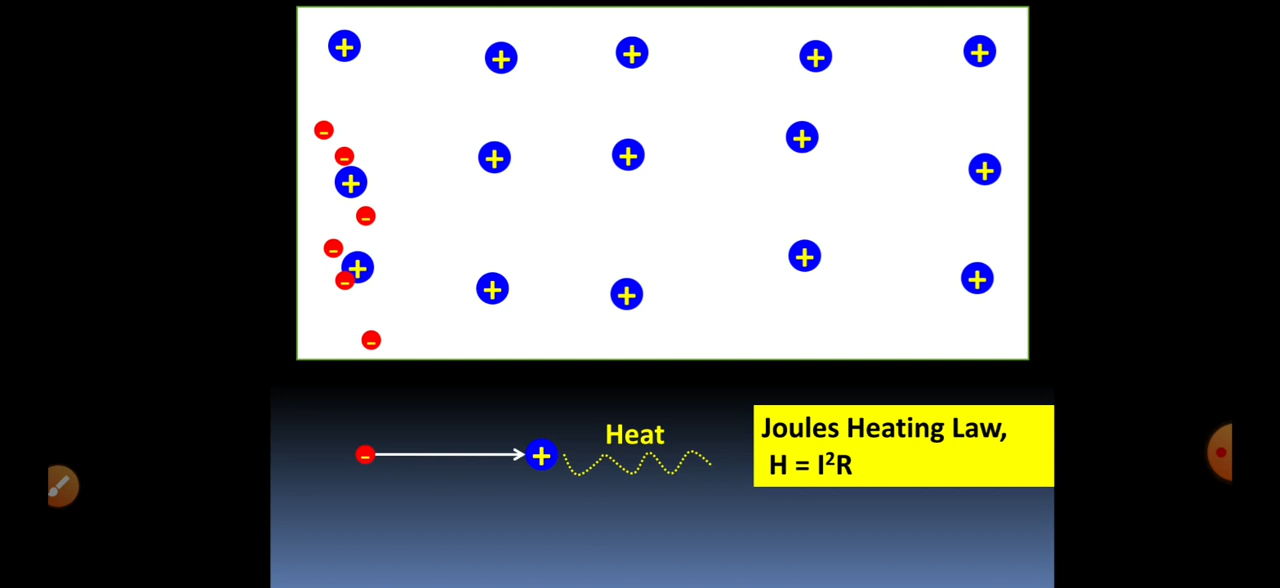 Heat
Joules Heating Law,
H = I²R